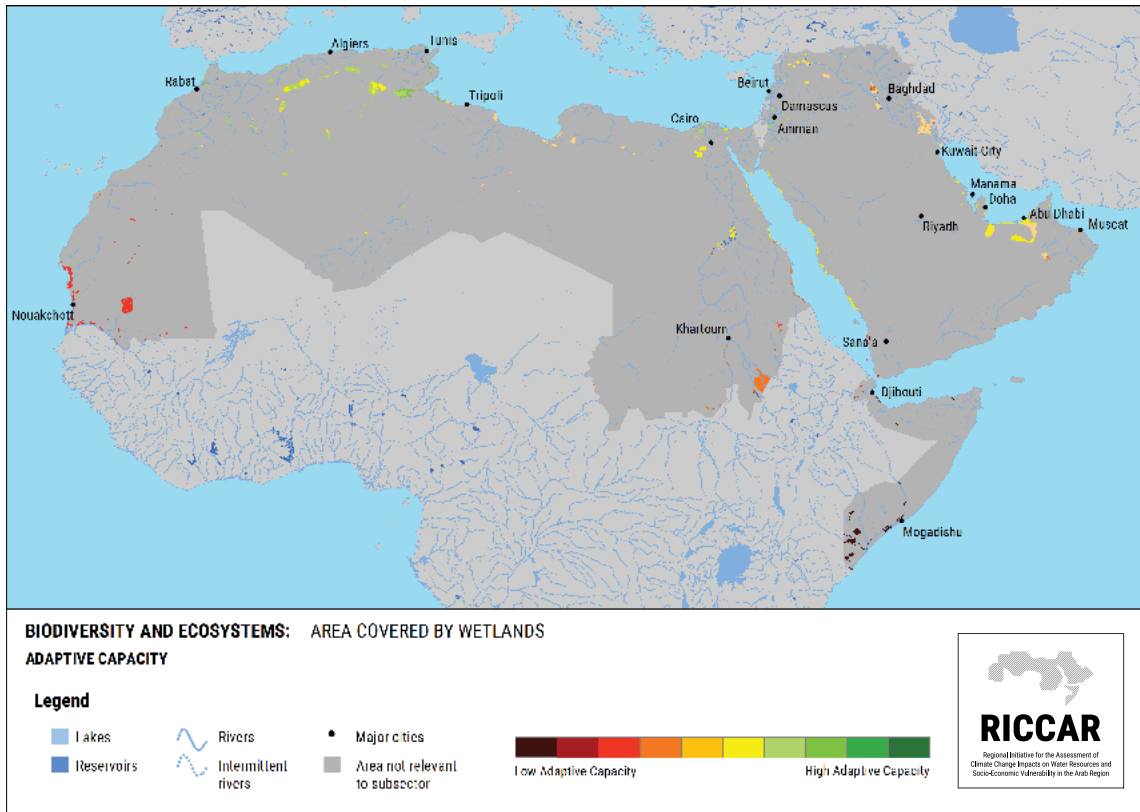 Algiers
Tunis
Rabat
Tripoli
Beirut
Baghdad
Damascus
Cairo
Amman
Kuwait City
Manama
Doha
Abu Dhabi
Riyadh
Muscat
Nouakchott
Khartoum
Sana'a
Djibouti
Mogadishu
BIODIVERSITY AND ECOSYSTEMS: AREA COVERED BY WETLANDS
ADAPTIVE CAPACITY
Legend
Lakes
Rivers
Major cities
Reservoirs
Intermittent
rivers
Area not relevant
to subsector
Low Adaptive Capacity
High Adaptive Capacity
RICCAR
Regional Initiative for the Assessment of
Climate Change Impacts on Water Resources and
Socio-Economic Vulnerability in the Arab Region